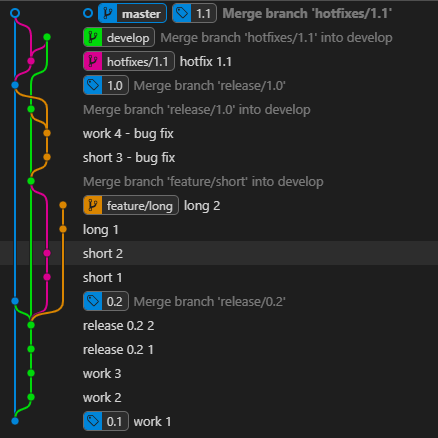 master 1.1 Merge branch 'hotfixes/1.1'
develop Merge branch 'hotfixes/1.1' into develop
hotfixes/1.1 hotfix 1.1
1.0 Merge branch 'release/1.0'
Merge branch 'release/1.0' into develop
work 4 - bug fix
short 3 - bug fix
Merge branch 'feature/short' into develop
feature/long long 2
long 1
short 2
short 1
0.2 Merge branch 'release/0.2'
release 0.2 2
release 0.2 1
work 3
work 2
0.1 work 1